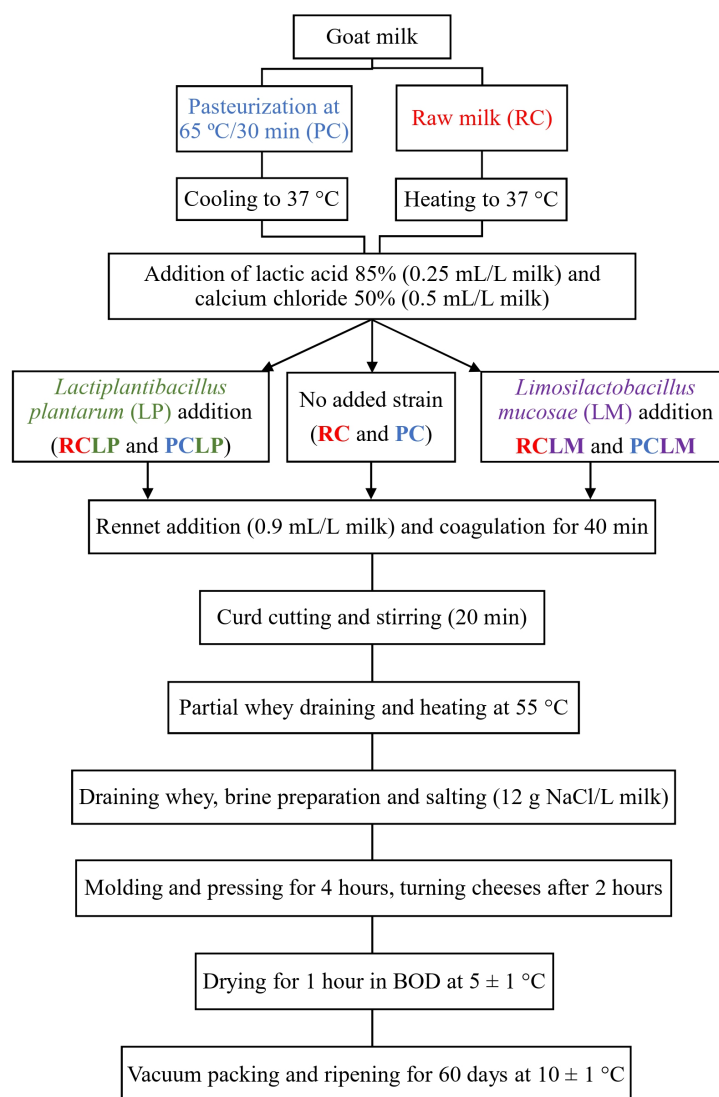 Goat milk
Pasteurization at
65 ºC/30 min (PC)
Raw milk (RC)
Cooling to 37 °C
Heating to 37 °C
Addition of lactic acid 85% (0.25 mL/L milk) and
calcium chloride 50% (0.5 mL/L milk)
Lactiplantibacillus
plantarum (LP) addition
(RCLP and PCLP)
No added strain
(RC and PC)
Limosilactobacillus
mucosae (LM) addition
RCLM and PCLM
Rennet addition (0.9 mL/L milk) and coagulation for 40 min
Curd cutting and stirring (20 min)
Partial whey draining and heating at 55 °C
Draining whey, brine preparation and salting (12 g NaCl/L milk)
Molding and pressing for 4 hours, turning cheeses after 2 hours
Drying for 1 hour in BOD at 5 ± 1 °C
Vacuum packing and ripening for 60 days at 10 ± 1 °C